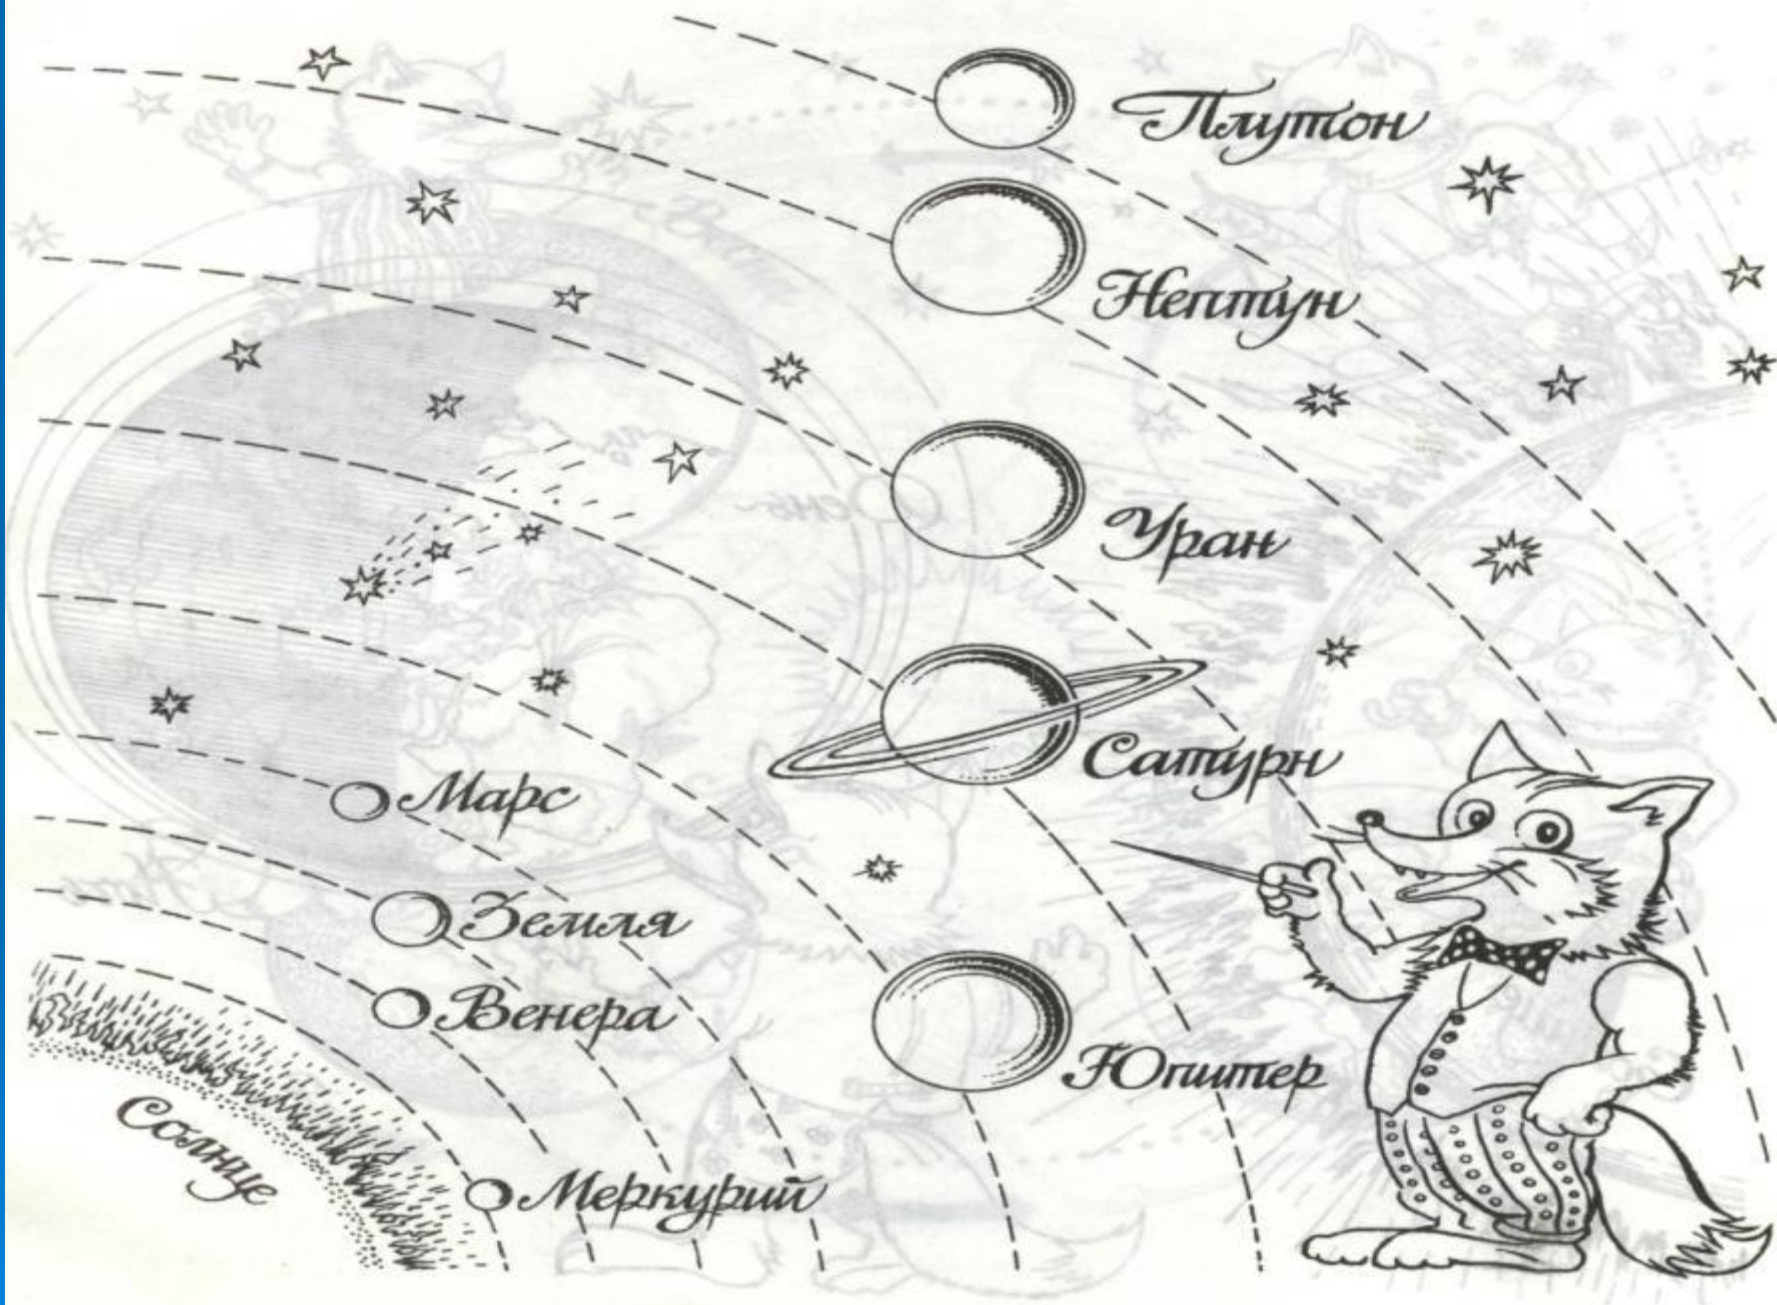 Плутон
Нептун
Уран
Сатурн
Марс
Земля
Венера
Юпитер
Солнце
Меркурий